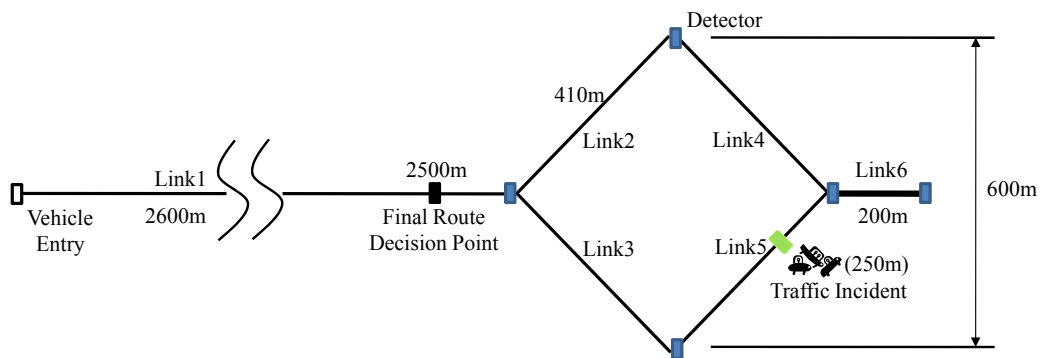 Detector
410m
Link2
Link4
Link1
2500m
Link6
600m
Vehicle
Entry
2600m
Final Route
Decision Point
200m
Link3
Link5
(250m)
Traffic Incident